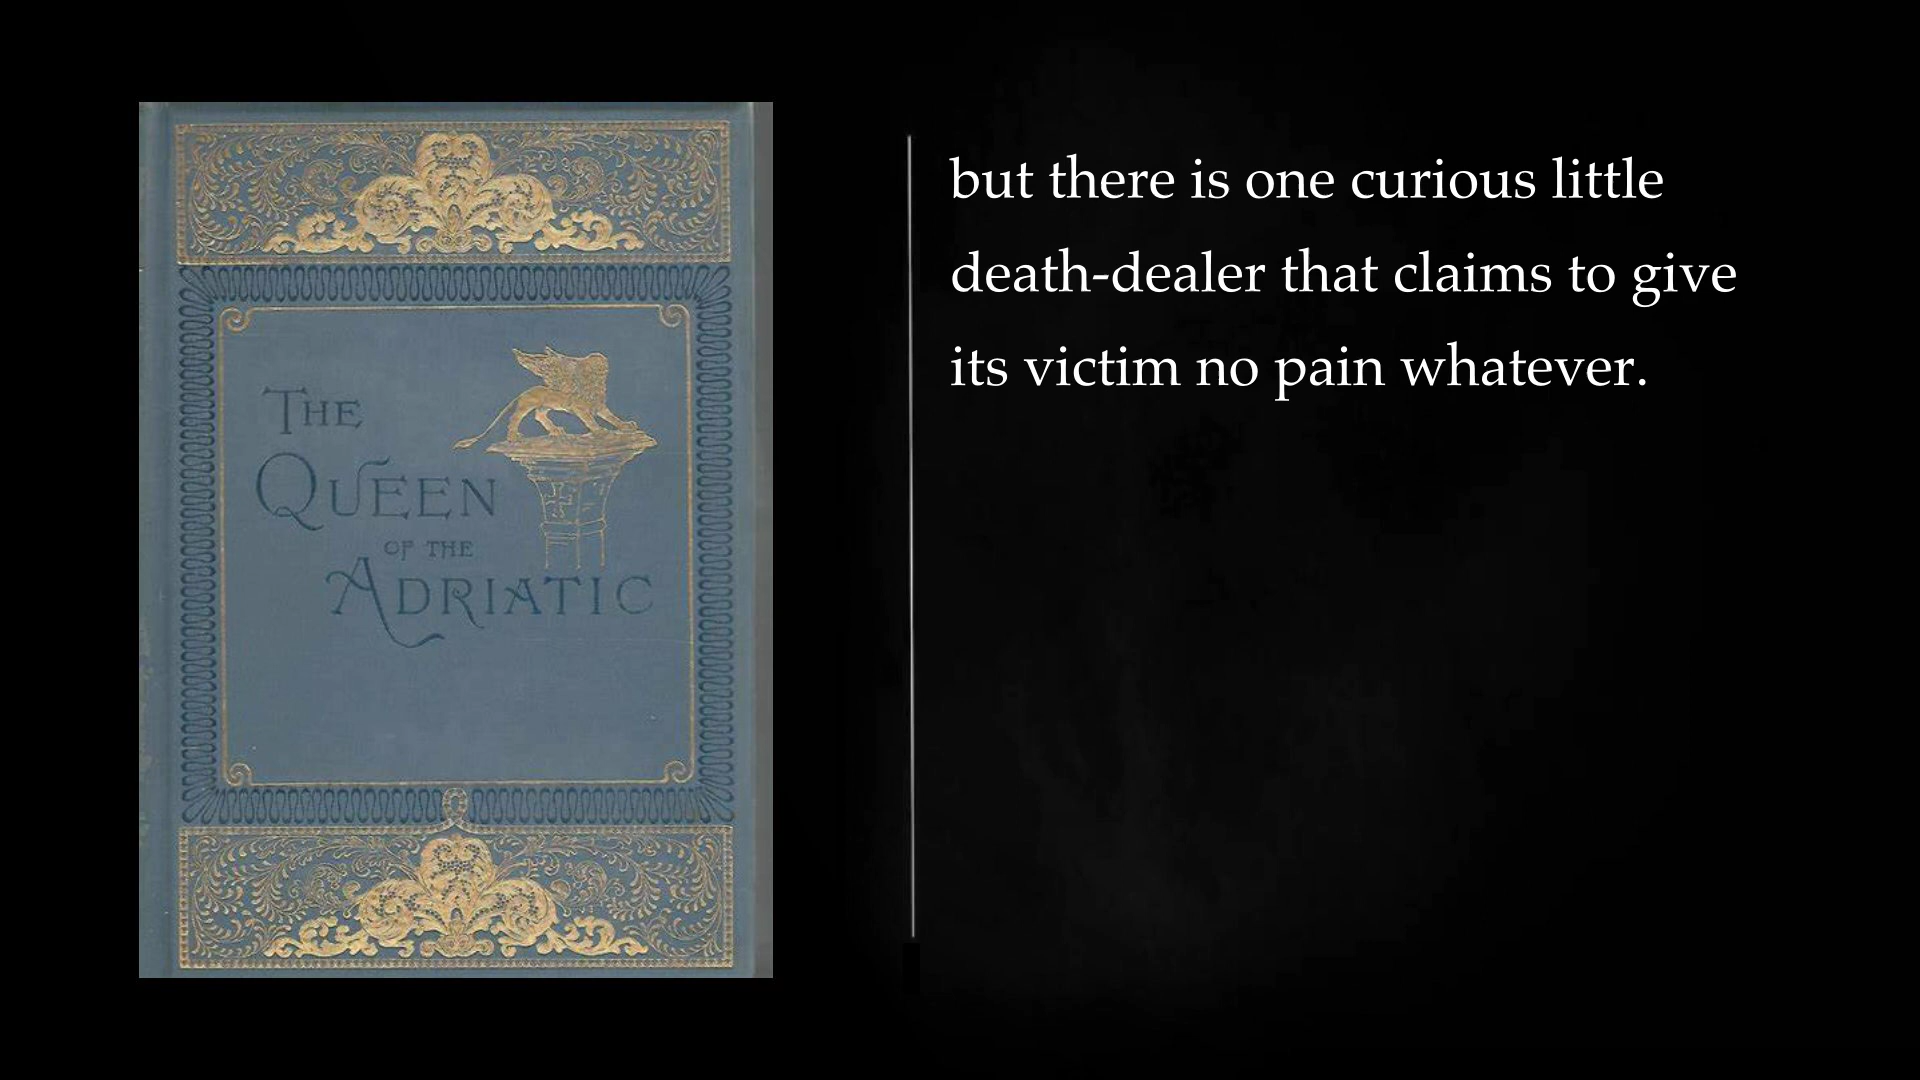 THE
QUEEN
OF THE
ADRIATIC
but there is one curious little
death-dealer that claims to give
its victim no pain whatever.